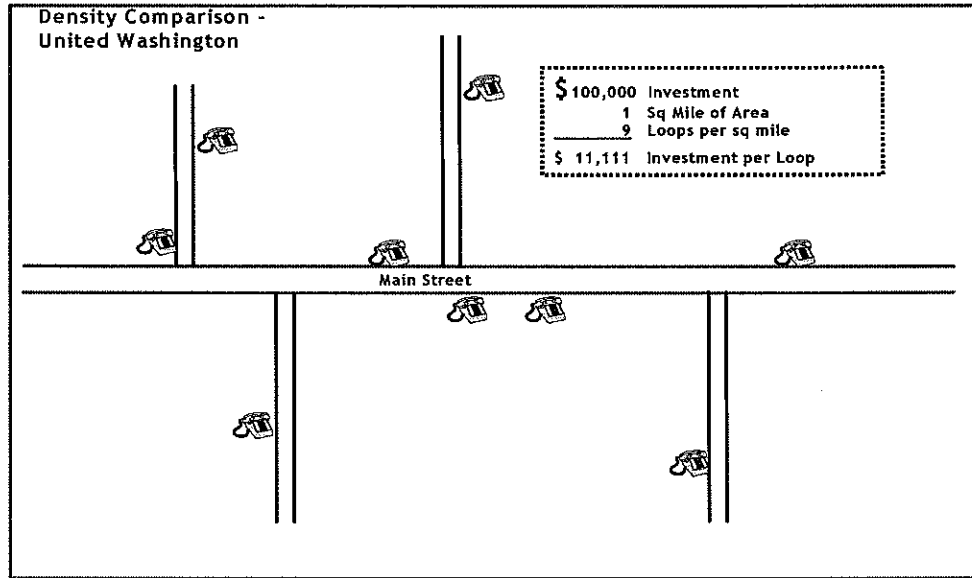 Density Comparison -
United Washington
$100,000 Investment
1 Sq Mile of Area
9 Loops per sq mile
$ 11,111 Investment per Loop
Main Street